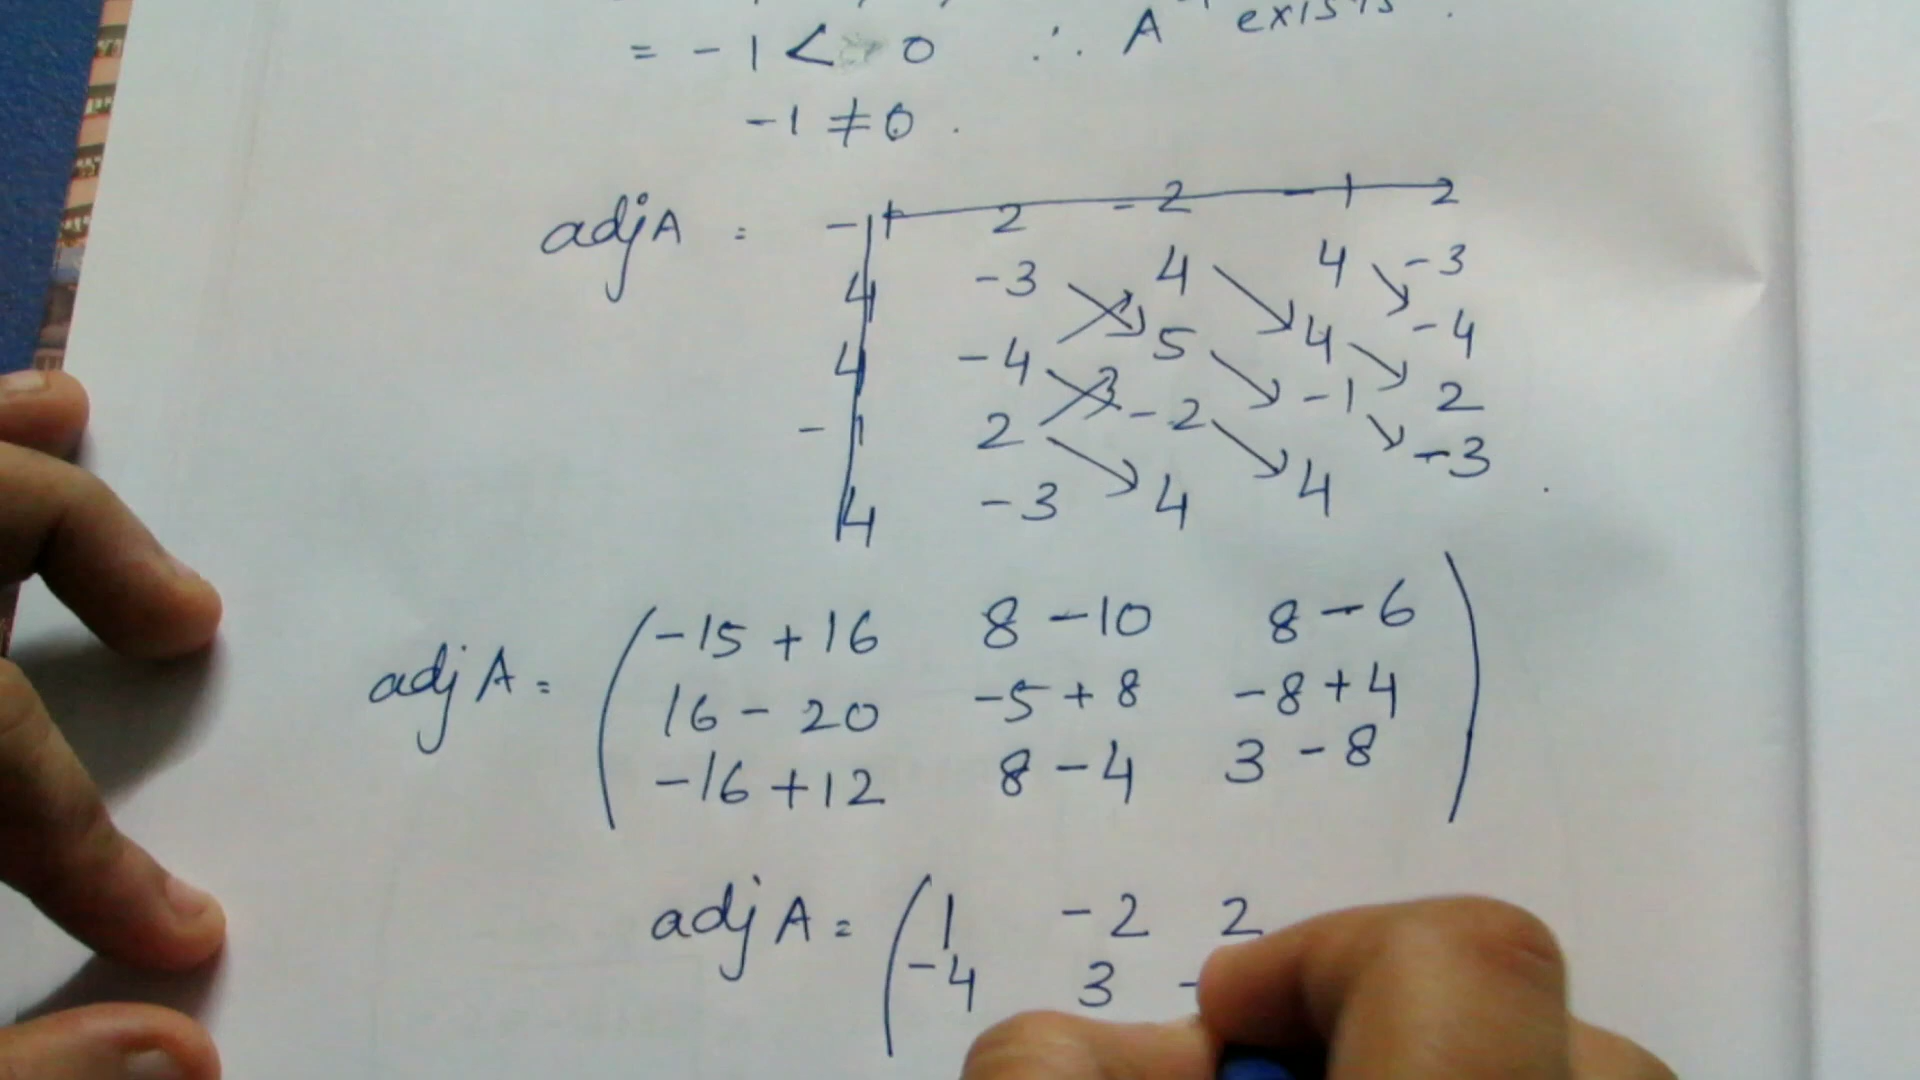 = -1 < 0 ∴ A⁻¹ exists.
-1 ≠ 0.
adj A = -1 2 -2 -1 2
4 -3 4 4 -3
4 -4 5 4 -4
-1 2 -2 -1 2
4 -3 4 4 -3
adj A = ( -15 + 16 8 - 10 8 - 6
16 - 20 -5 + 8 -8 + 4
-16 + 12 8 - 4 3 - 8 )
adj A = ( 1 -2 2
-4 3 -